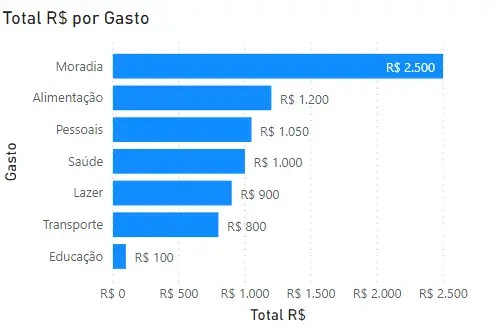 Total R$ por Gasto
Gasto
Moradia R$ 2.500
Alimentação R$ 1.200
Pessoais R$ 1.050
Saúde R$ 1.000
Lazer R$ 900
Transporte R$ 800
Educação R$ 100
R$ 0 R$ 500 R$ 1.000 R$ 1.500 R$ 2.000 R$ 2.500
Total R$